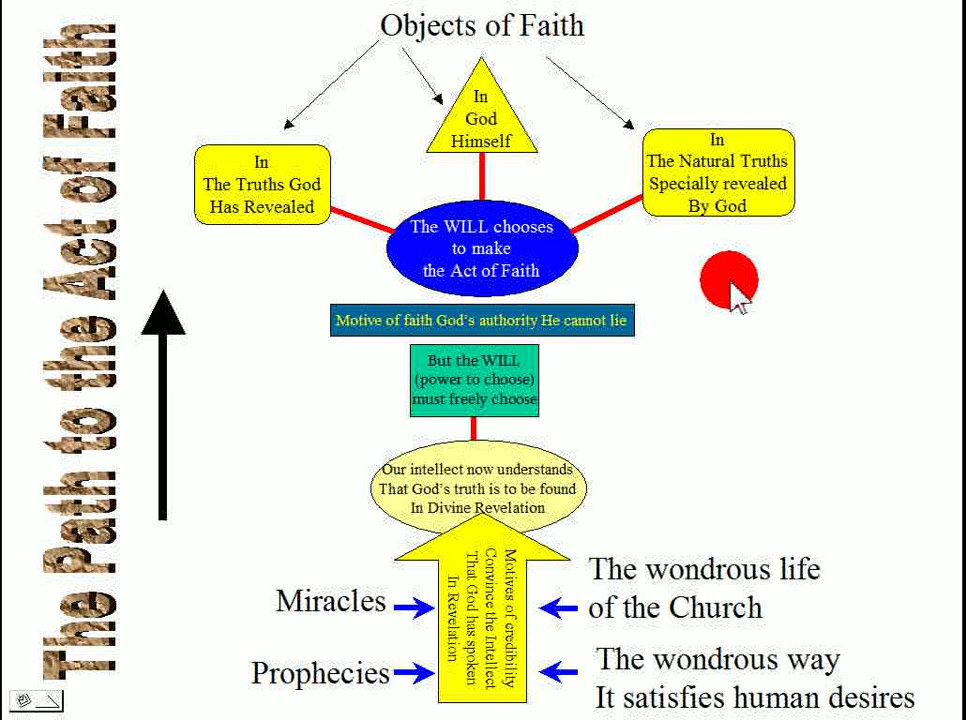 The Path to the Act of Faith
Objects of Faith
In
God
Himself
In
The Truths God
Has Revealed
In
The Natural Truths
Specially revealed
By God
The WILL chooses
to make
the Act of Faith
Motive of faith God's authority He cannot lie
But the WILL
(power to choose)
must freely choose
Our intellect now understands
That God's truth is to be found
In Divine Revelation
Motives of credibility
Convince the Intellect
That God has spoken
In Revelation
Miracles
Prophecies
The wondrous life
of the Church
The wondrous way
It satisfies human desires